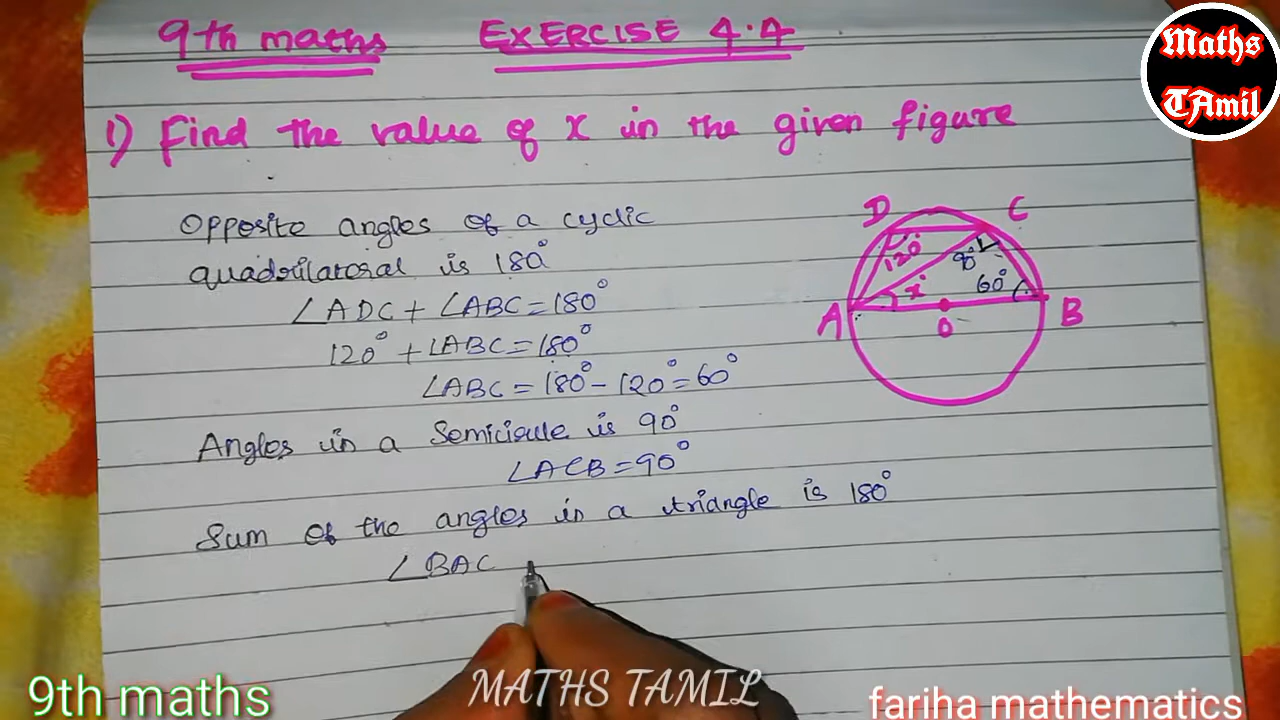 9th maths EXERCISE 4.4
Maths
TAmil
1) Find the value of x in the given figure
Opposite angles of a cyclic
quadrilateral is 180°
∠ADC + ∠ABC = 180°
120° + ∠ABC = 180°
∠ABC = 180° - 120° = 60°
Angles in a Semicircle is 90°
∠ACB = 90°
Sum of the angles in a triangle is 180°
∠BAC
D C
120° 90°
x° 60°
A O B
MATHS TAMIL
9th maths
fariha mathematics